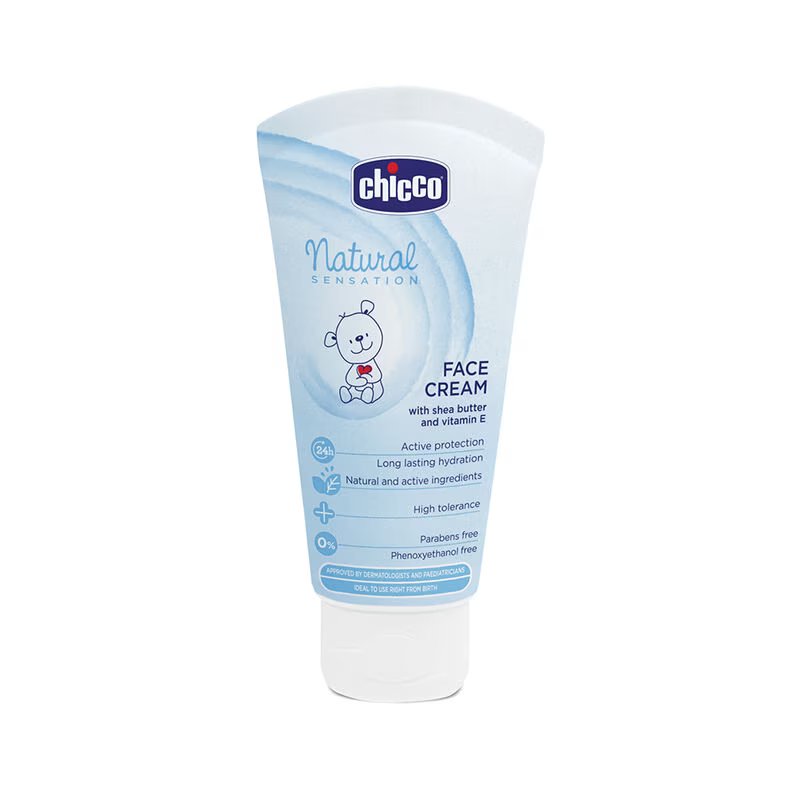 chicco
Natural
SENSATION
FACE
CREAM
with shea butter
and vitamin E
24h
Active protection
Long lasting hydration
Natural and active ingredients
High tolerance
0%
Parabens free
Phenoxyethanol free
APPROVED BY DERMATOLOGISTS AND PAEDIATRICIANS
IDEAL TO USE RIGHT FROM BIRTH